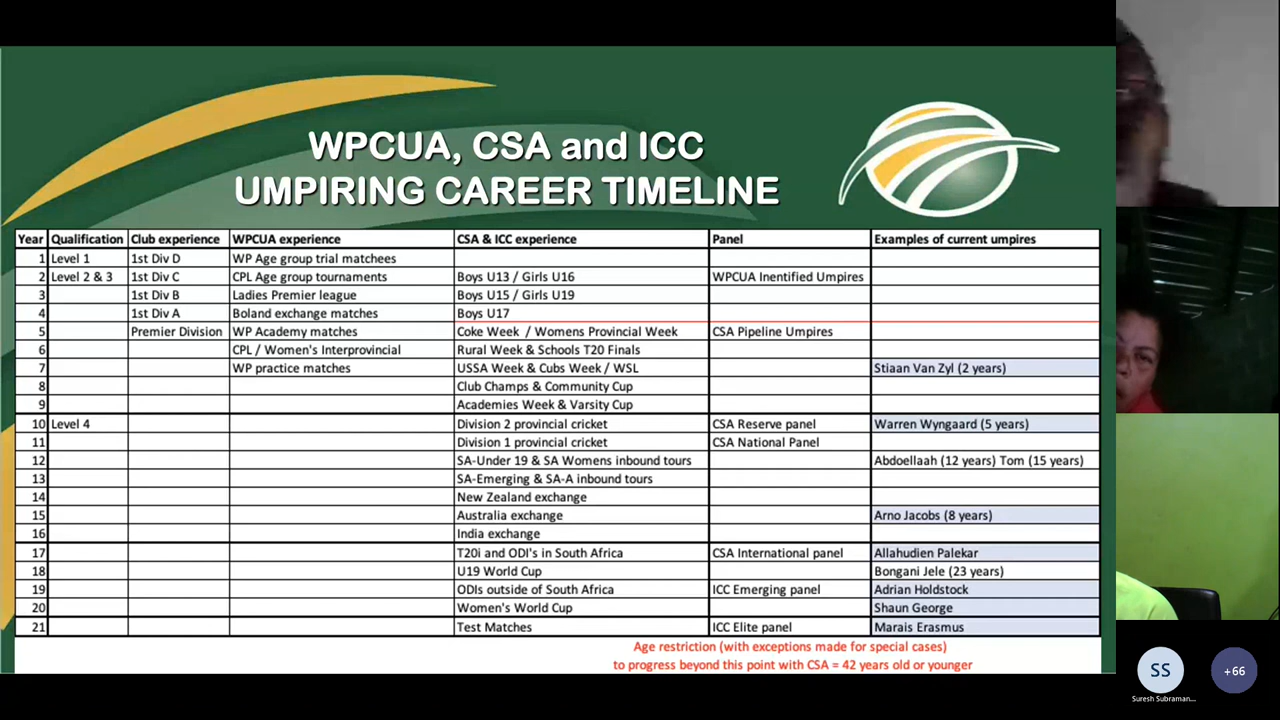 WPCUA, CSA and ICC
UMPIRING CAREER TIMELINE
Year Qualification Club experience WPCUA experience CSA & ICC experience Panel Examples of current umpires
1 Level 1 1st Div D WP Age group trial matchees
2 Level 2 & 3 1st Div C CPL Age group tournaments Boys U13 / Girls U16 WPCUA Inentified Umpires
3 1st Div B Ladies Premier league Boys U15 / Girls U19
4 1st Div A Boland exchange matches Boys U17
5 Premier Division WP Academy matches Coke Week / Womens Provincial Week CSA Pipeline Umpires
6 CPL / Women's Interprovincial Rural Week & Schools T20 Finals
7 WP practice matches USSA Week & Cubs Week / WSL Stiaan Van Zyl (2 years)
8 Club Champs & Community Cup
9 Academies Week & Varsity Cup
10 Level 4 Division 2 provincial cricket CSA Reserve panel Warren Wyngaard (5 years)
11 Division 1 provincial cricket CSA National Panel
12 SA-Under 19 & SA Womens inbound tours Abdoellaah (12 years) Tom (15 years)
13 SA-Emerging & SA-A inbound tours
14 New Zealand exchange
15 Australia exchange Arno Jacobs (8 years)
16 India exchange
17 T20i and ODI's in South Africa CSA International panel Allahudien Palekar
18 U19 World Cup Bongani Jele (23 years)
19 ODIs outside of South Africa ICC Emerging panel Adrian Holdstock
20 Women's World Cup Shaun George
21 Test Matches ICC Elite panel Marais Erasmus
Age restriction (with exceptions made for special cases)
to progress beyond this point with CSA = 42 years old or younger
SS +66
Suresh Subraman...